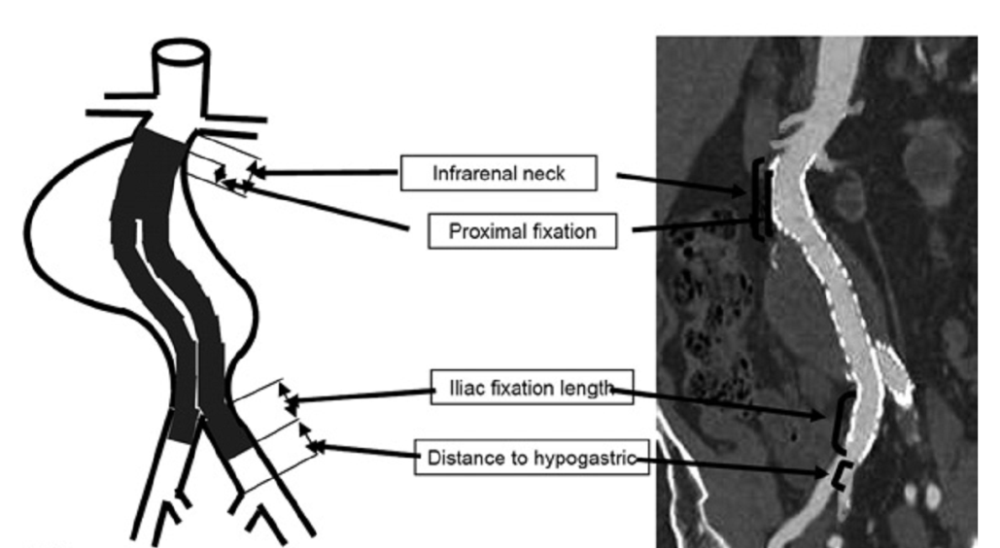 Infrarenal neck
Proximal fixation
Iliac fixation length
Distance to hypogastric